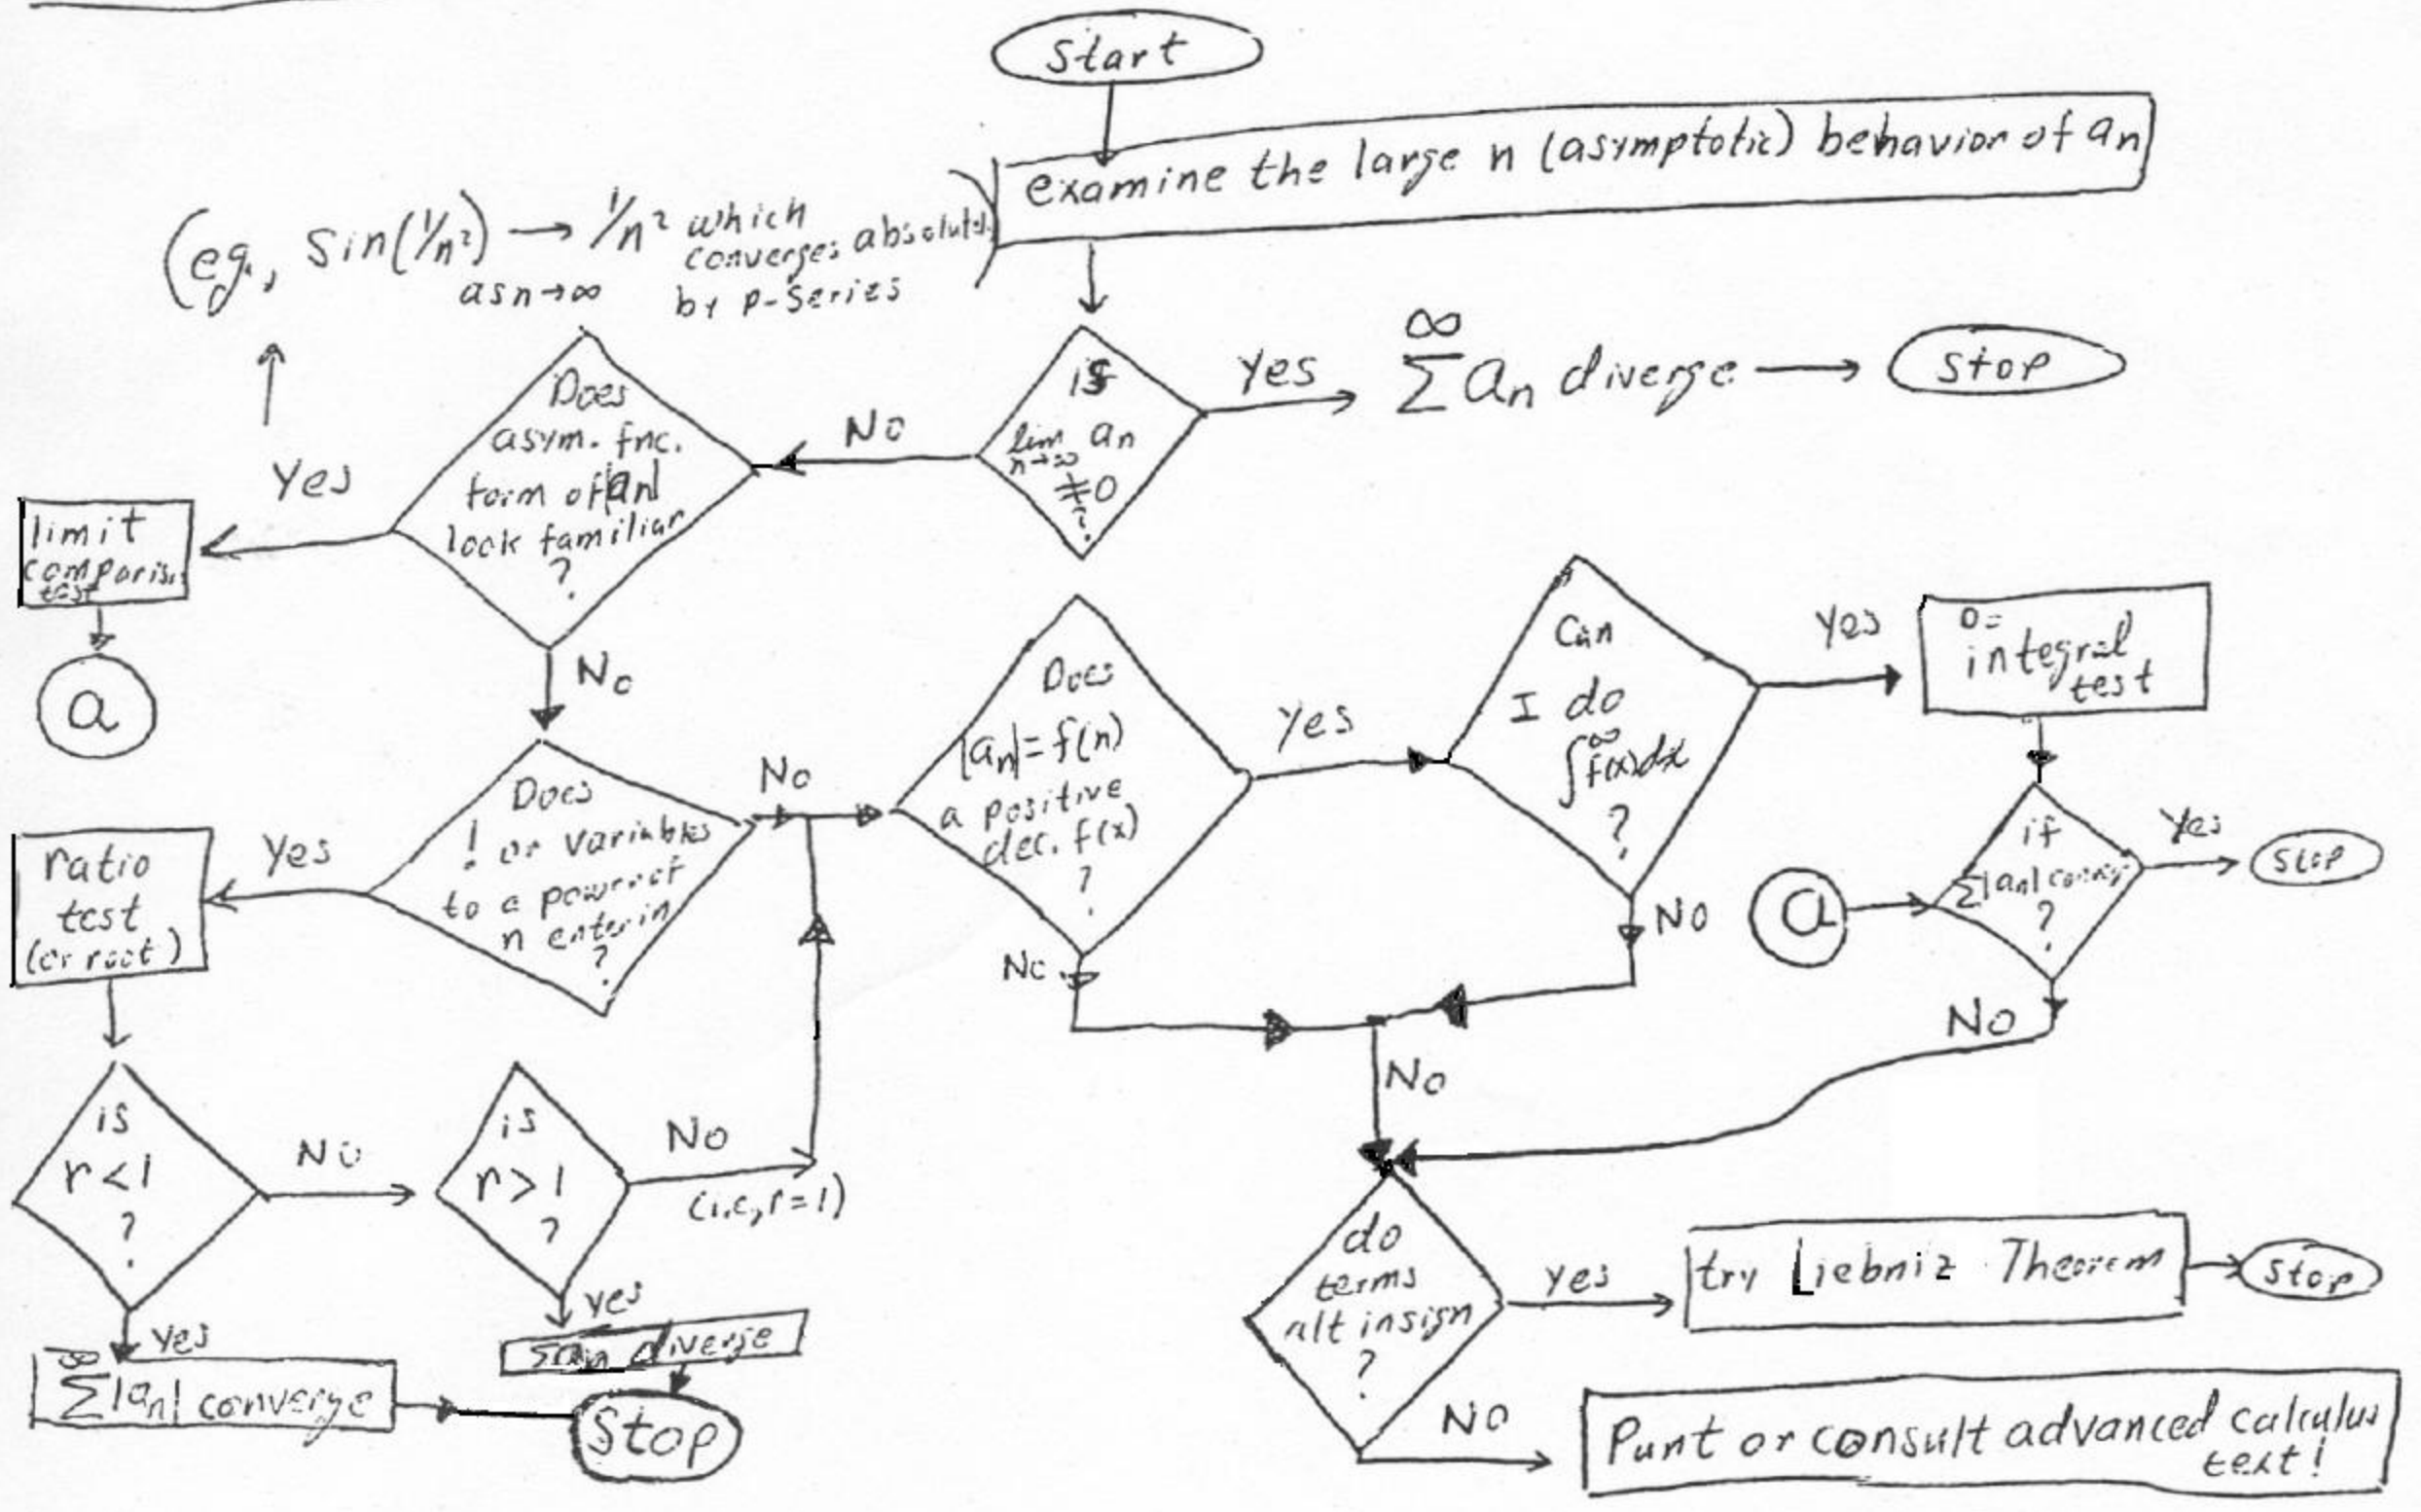 Start
examine the large n (asymptotic) behavior of an
(eg., sin(1/n²) → 1/n² which
converges absolutely
as n→∞ by p-series)
is
lim an
n→∞
≠0
?
Yes
∞
Σ an diverge → Stop
No
Does
asym. fnc.
form of |an|
look familiar
?
Yes
limit
comparison
test
a
No
Does
! or variables
to a power of
n enter in
?
Yes
ratio
test
(or root)
No
Does
|an| = f(n)
a positive
dec. f(x)
?
Yes
Can
I do
∫∞ f(x)dx
?
Yes
integral
test
if
Σ|an| converge
?
Yes
Stop
a
No
No
No
No
is
r<1
?
No
is
r>1
?
No
(i.e, r=1)
Yes
∞
Σ|an| converge
yes
Σan diverge
Stop
do
terms
alt in sign
?
Yes
try Liebniz Theorem
Stop
No
Punt or consult advanced calculus
text!